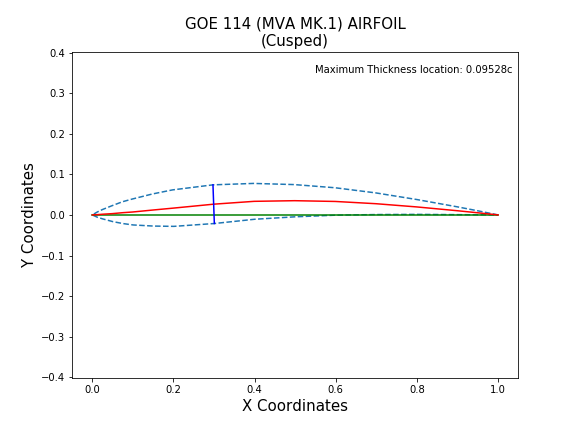 GOE 114 (MVA MK.1) AIRFOIL
(Cusped)
Maximum Thickness location: 0.09528c
Y Coordinates
0.4
0.3
0.2
0.1
0.0
−0.1
−0.2
−0.3
−0.4
0.0 0.2 0.4 0.6 0.8 1.0
X Coordinates